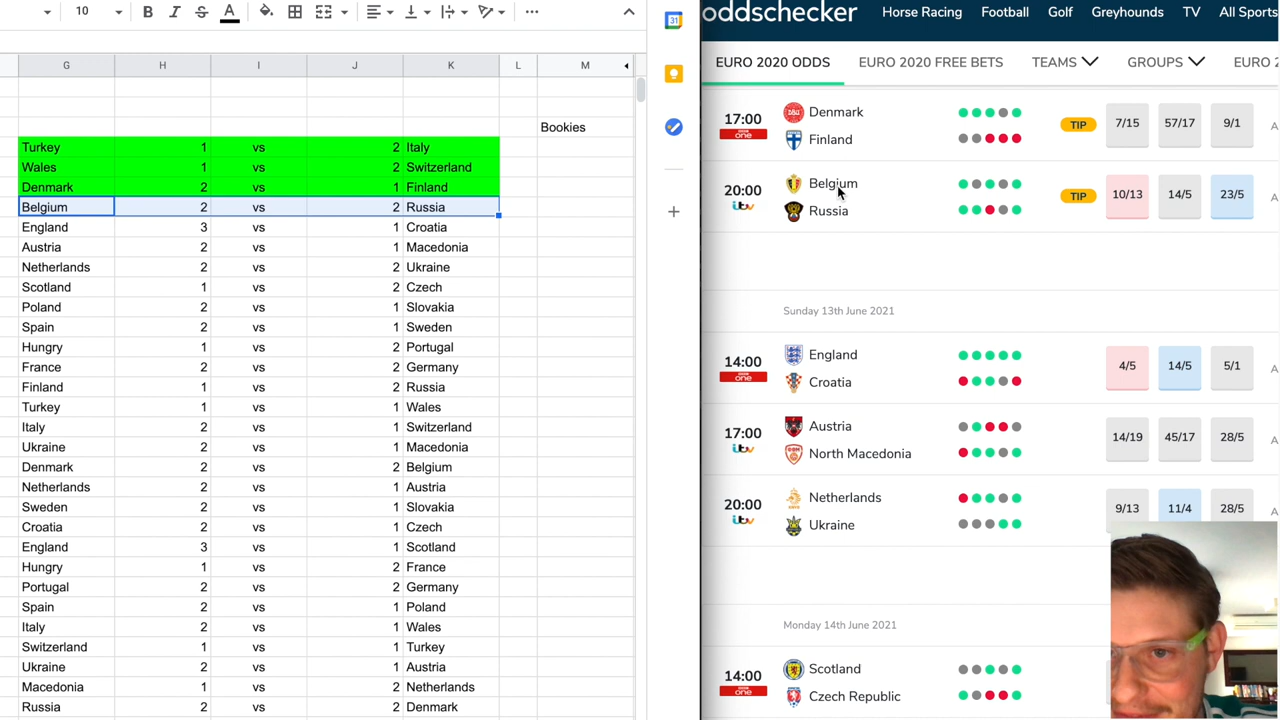 10 B I S A
G H I J K L M
Bookies
Turkey 1 vs 2 Italy
Wales 1 vs 2 Switzerland
Denmark 2 vs 1 Finland
Belgium 2 vs 2 Russia
England 3 vs 1 Croatia
Austria 2 vs 1 Macedonia
Netherlands 2 vs 2 Ukraine
Scotland 1 vs 2 Czech
Poland 2 vs 1 Slovakia
Spain 2 vs 1 Sweden
Hungry 1 vs 2 Portugal
France 2 vs 2 Germany
Finland 1 vs 2 Russia
Turkey 1 vs 1 Wales
Italy 2 vs 1 Switzerland
Ukraine 2 vs 1 Macedonia
Denmark 2 vs 2 Belgium
Netherlands 2 vs 1 Austria
Sweden 2 vs 1 Slovakia
Croatia 2 vs 1 Czech
England 3 vs 1 Scotland
Hungry 1 vs 2 France
Portugal 2 vs 2 Germany
Spain 2 vs 1 Poland
Italy 2 vs 1 Wales
Switzerland 1 vs 1 Turkey
Ukraine 2 vs 1 Austria
Macedonia 1 vs 2 Netherlands
Russia 1 vs 2 Denmark
31
oddschecker Horse Racing Football Golf Greyhounds TV All Sports
EURO 2020 ODDS EURO 2020 FREE BETS TEAMS GROUPS EURO 2
17:00 Denmark TIP 7/15 57/17 9/1 A
one Finland
20:00 Belgium TIP 10/13 14/5 23/5 A
itv Russia
Sunday 13th June 2021
14:00 England 4/5 14/5 5/1 A
one Croatia
17:00 Austria 14/19 45/17 28/5 A
itv North Macedonia
20:00 Netherlands 9/13 11/4 28/5 A
itv Ukraine
Monday 14th June 2021
14:00 Scotland
one Czech Republic